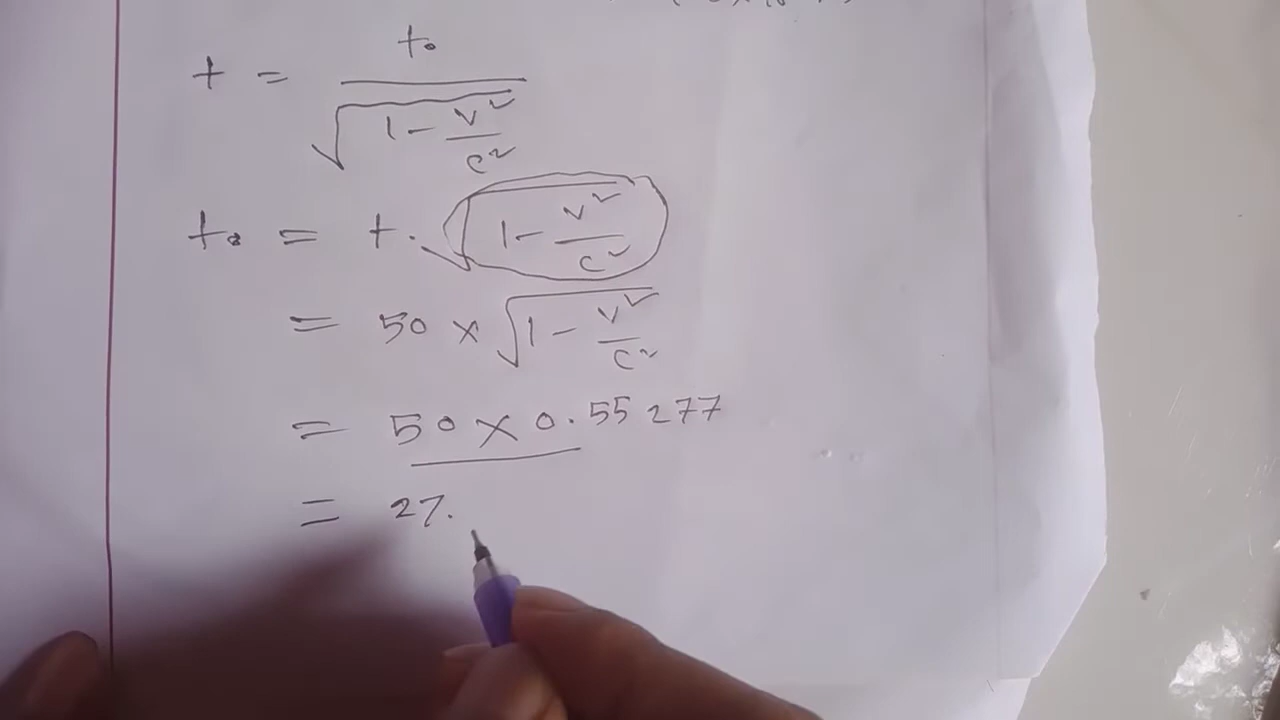 t = t₀ / √(1 - v²/c²)
t₀ = t . √(1 - v²/c²)
= 50 × √(1 - v²/c²)
= 50 × 0.55277
= 27.